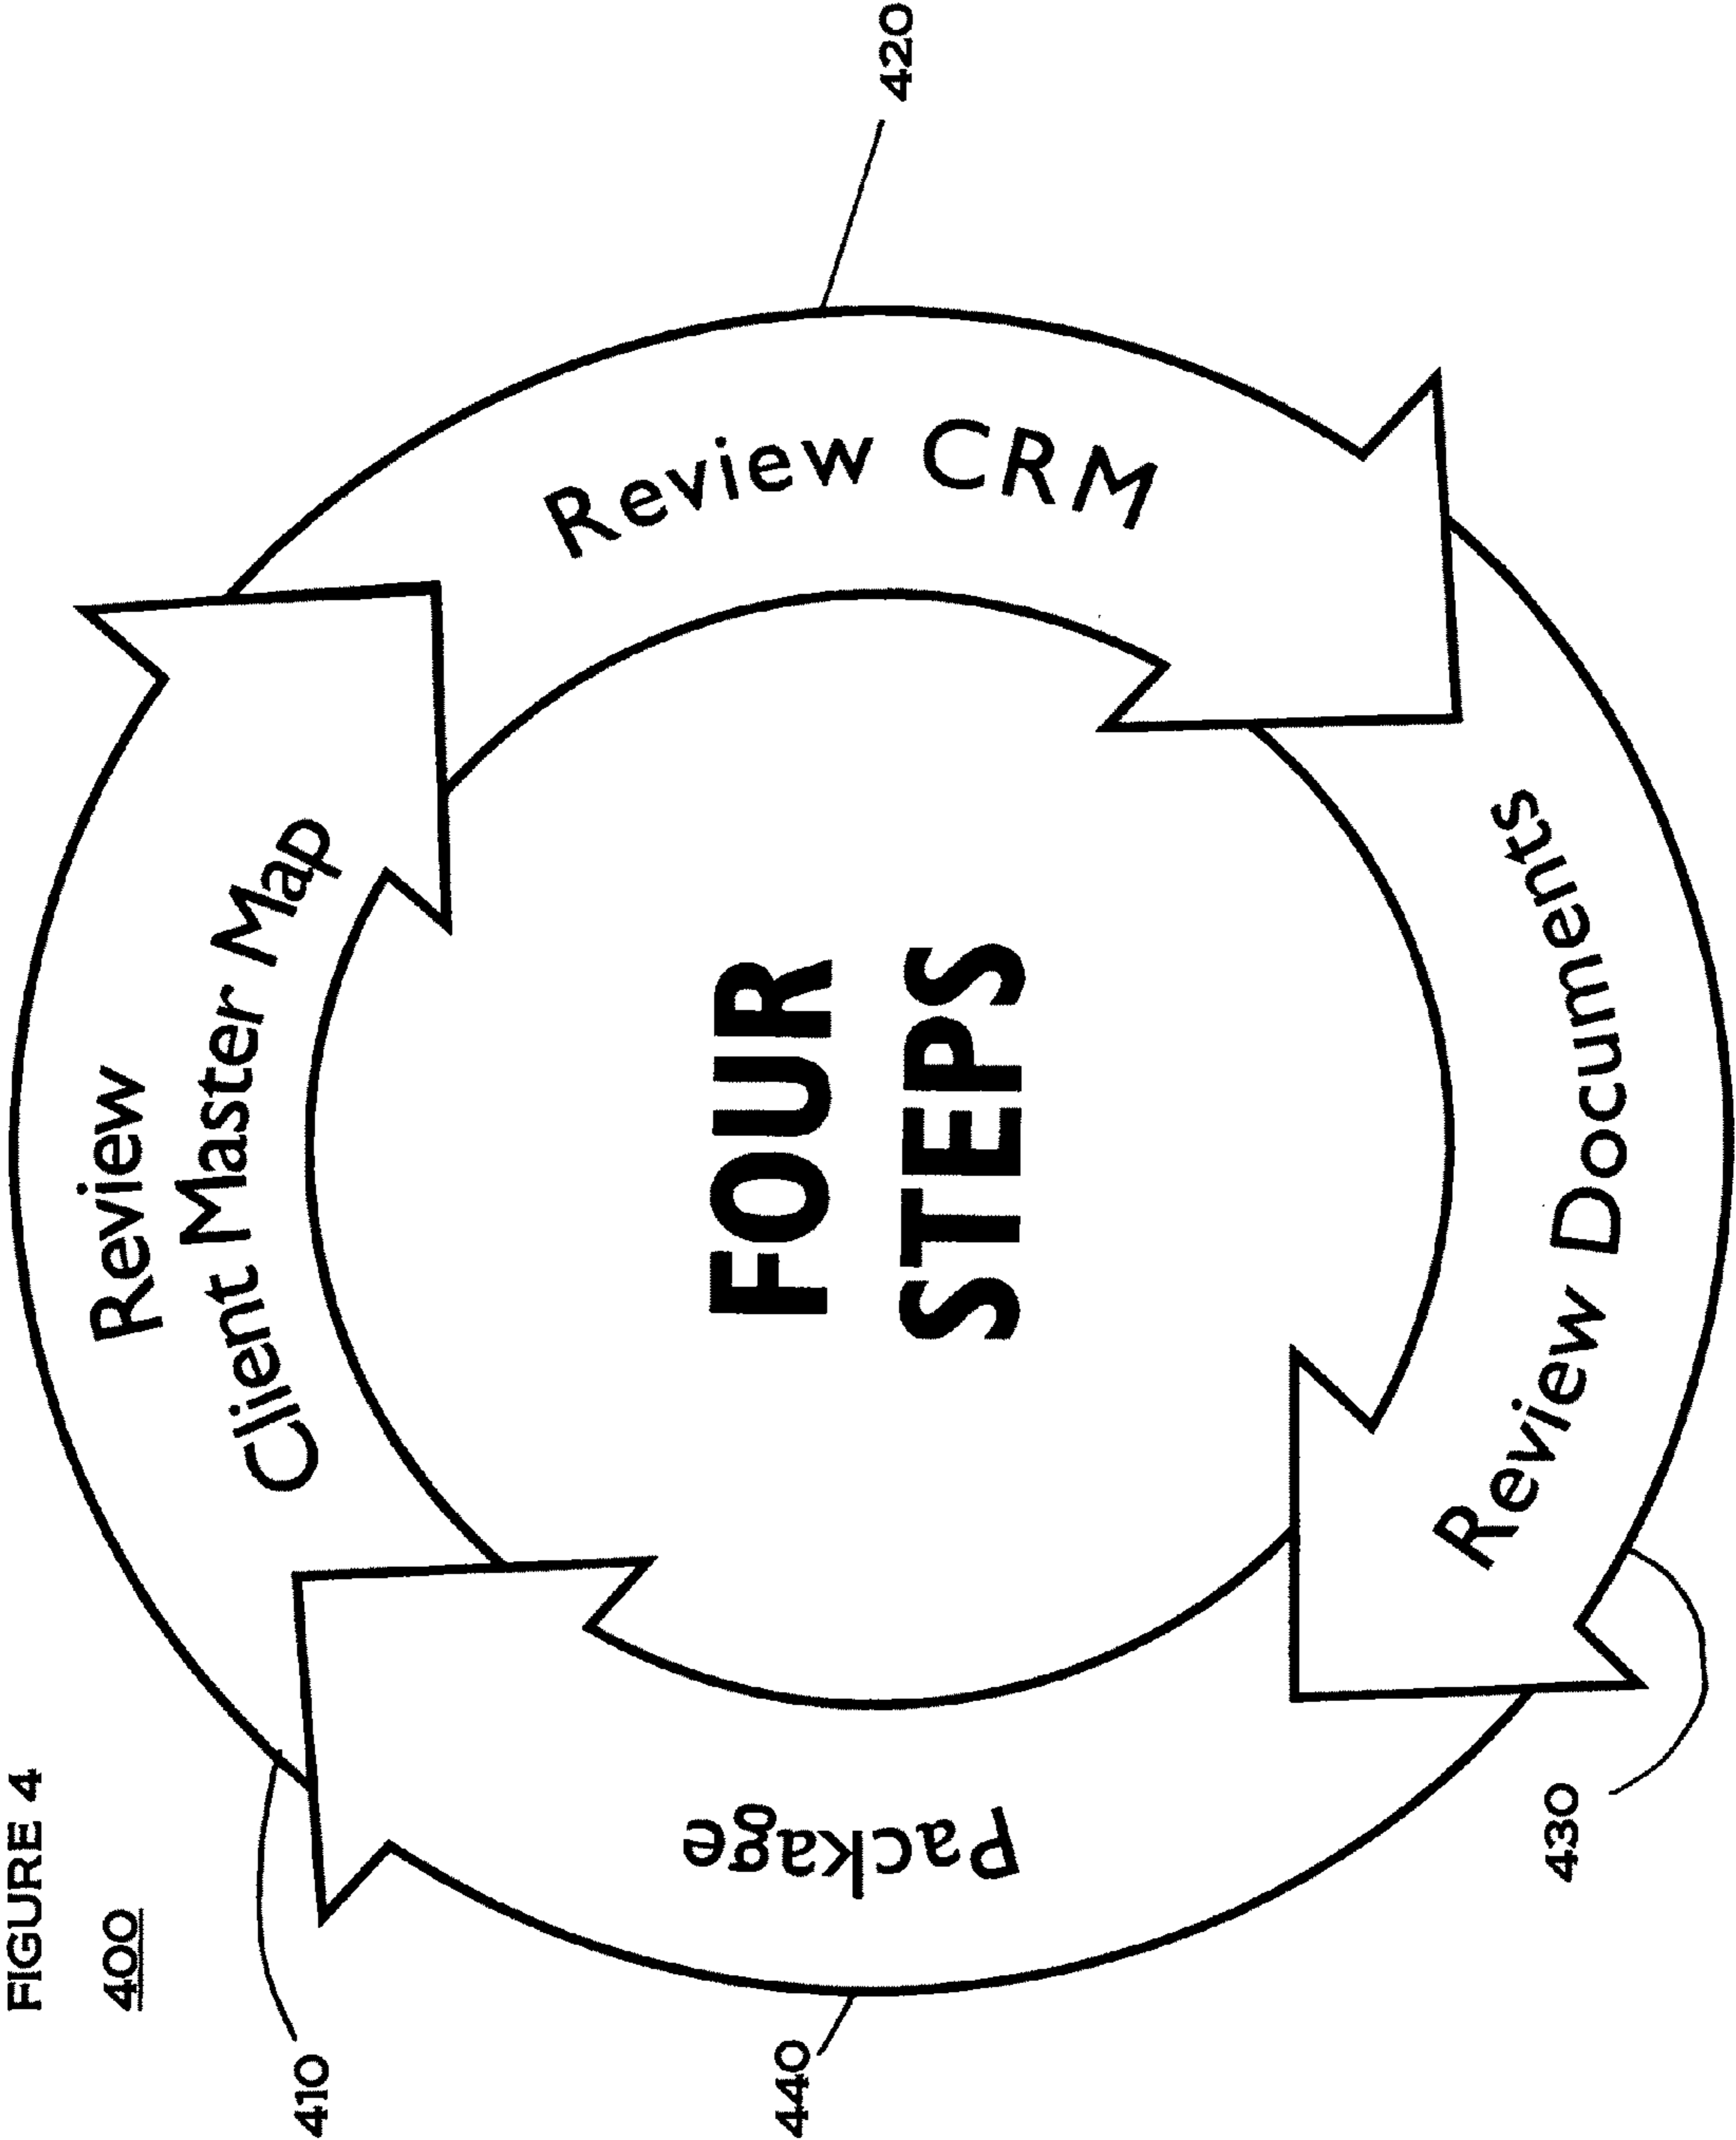 FIGURE 4
400
410
Review
Client Master Map
420
Review CRM
430
Review Documents
440
Package
FOUR
STEPS